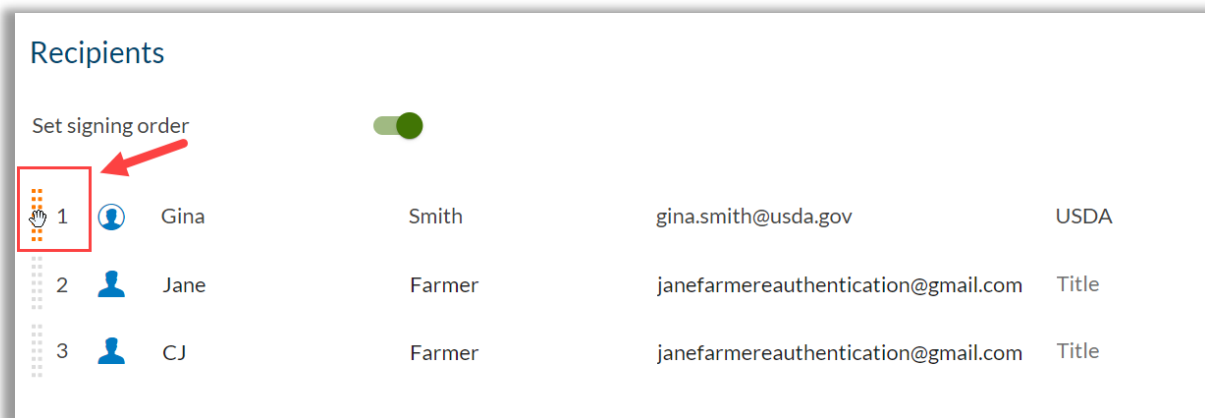 Recipients
Set signing order
1 Gina Smith gina.smith@usda.gov USDA
2 Jane Farmer janefarmereauthentication@gmail.com Title
3 CJ Farmer janefarmereauthentication@gmail.com Title